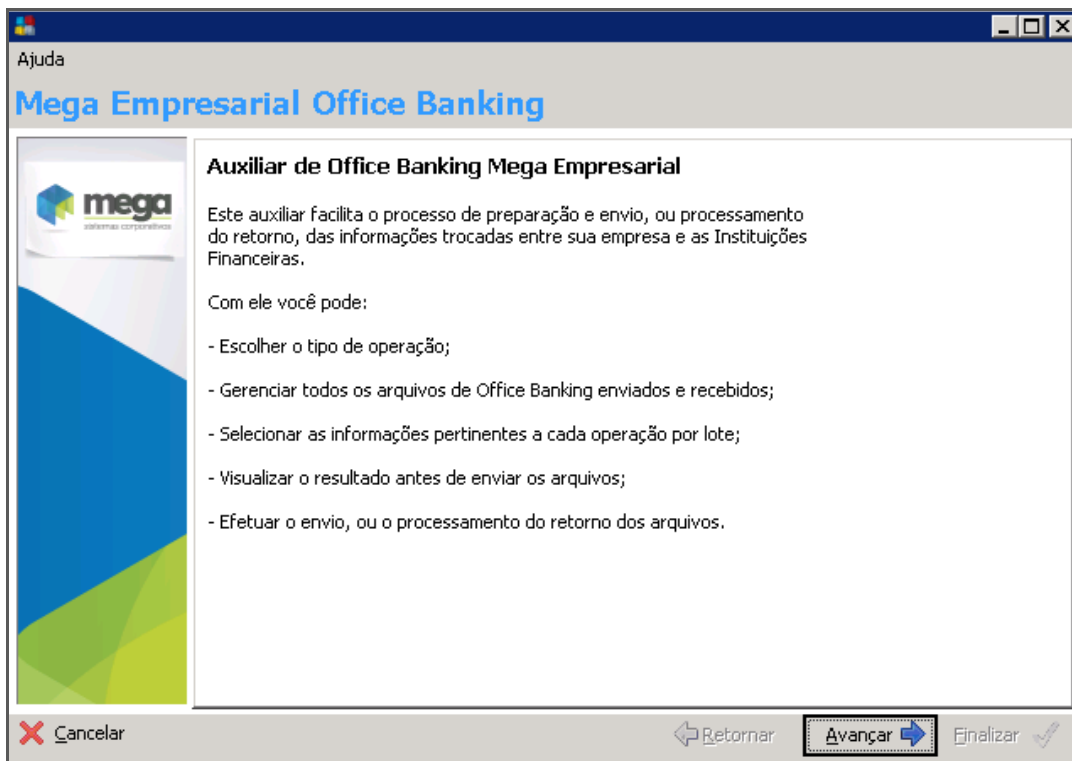 Ajuda
Mega Empresarial Office Banking
mega
sistemas corporativos
Auxiliar de Office Banking Mega Empresarial
Este auxiliar facilita o processo de preparação e envio, ou processamento
do retorno, das informações trocadas entre sua empresa e as Instituições
Financeiras.
Com ele você pode:
- Escolher o tipo de operação;
- Gerenciar todos os arquivos de Office Banking enviados e recebidos;
- Selecionar as informações pertinentes a cada operação por lote;
- Visualizar o resultado antes de enviar os arquivos;
- Efetuar o envio, ou o processamento do retorno dos arquivos.
Cancelar
Retornar
Avançar
Finalizar